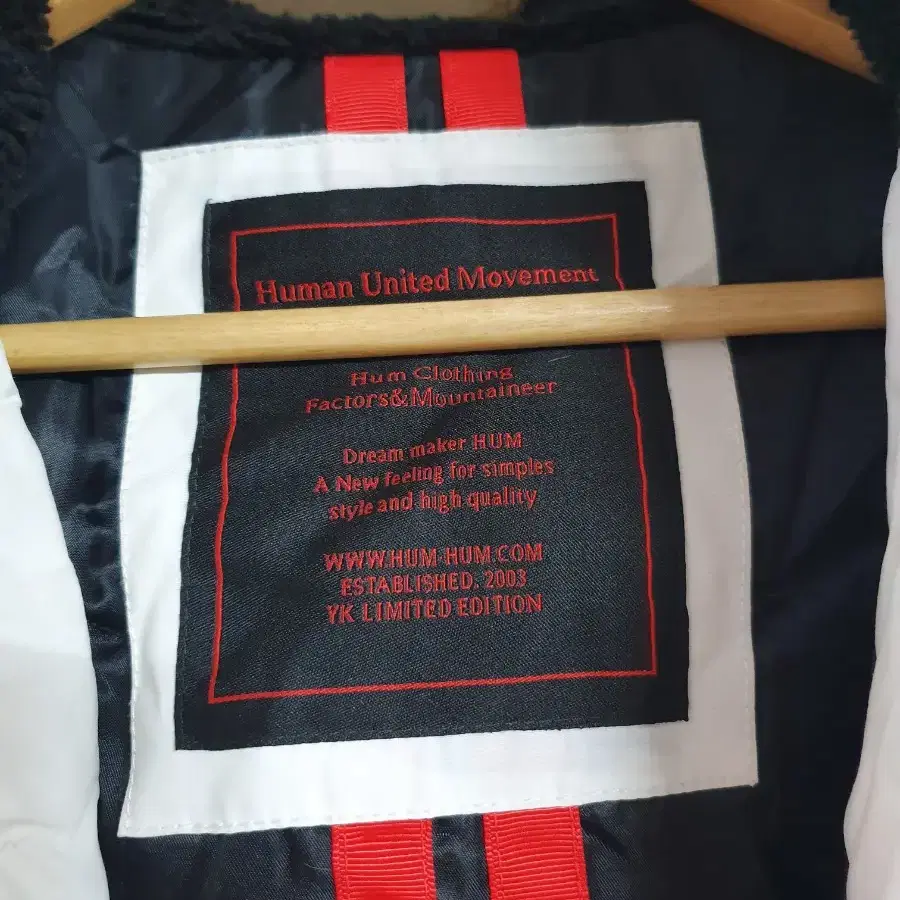 Human United Movement
Hum Clothing
Factors&Mountaineer
Dream maker HUM
A New feeling for simples
style and high quality
WWW.HUM-HUM.COM
ESTABLISHED. 2003
YK LIMITED EDITION